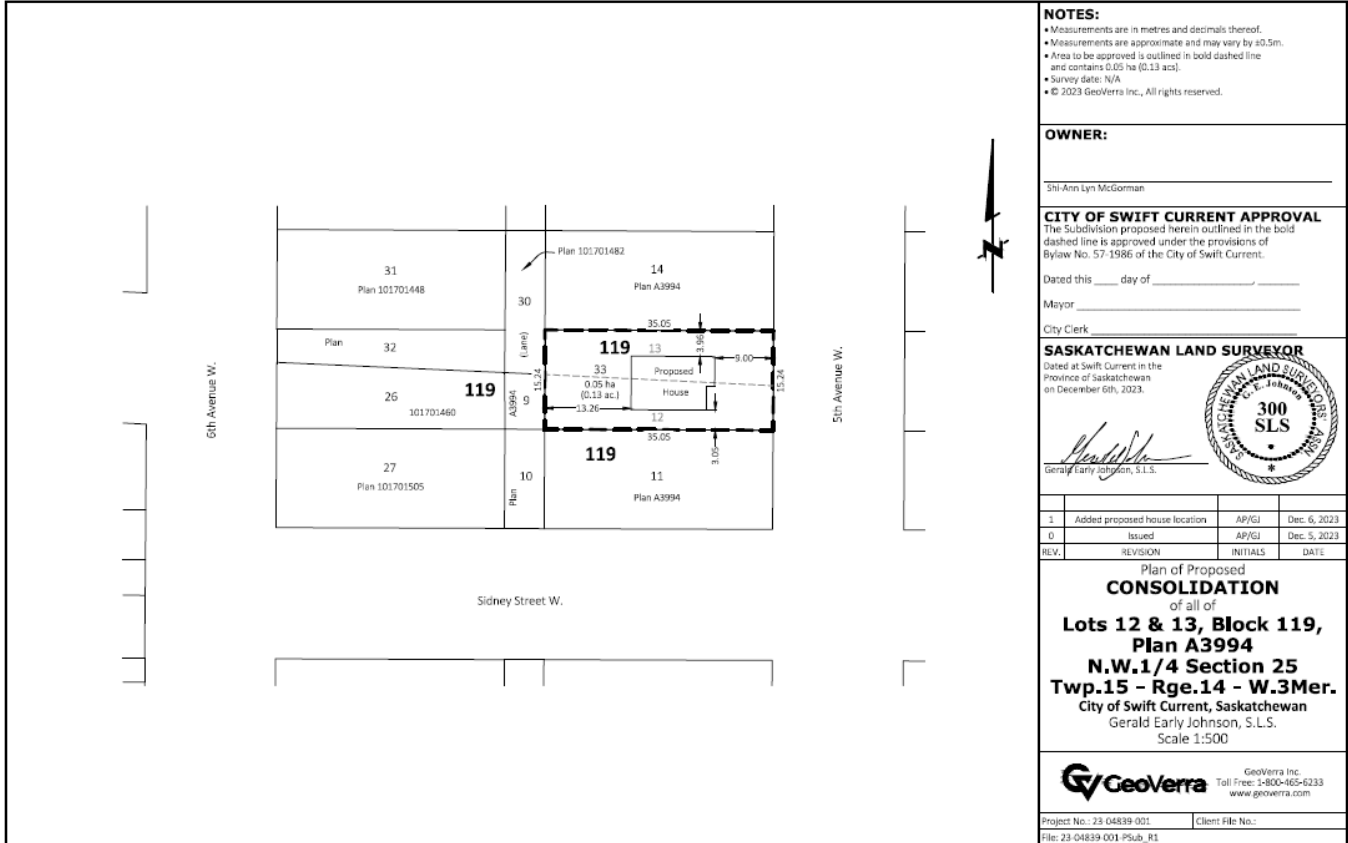 31
Plan 101701448
Plan 101701482
14
Plan A3994
30
(Lane)
35.05
Plan
32
119
13
3.96
9.00
33
0.05 ha
(0.13 ac.)
Proposed
House
15.24
15.24
26
101701460
119
A3994
9
13.26
12
35.05
3.05
119
27
Plan 101701505
10
Plan
11
Plan A3994
6th Avenue W.
5th Avenue W.
Sidney Street W.
N
NOTES:
• Measurements are in metres and decimals thereof.
• Measurements are approximate and may vary by ±0.5m.
• Area to be approved is outlined in bold dashed line
and contains 0.05 ha (0.13 acs).
• Survey date: N/A
• © 2023 GeoVerra Inc., All rights reserved.
OWNER:
Shi-Ann Lyn McGorman
CITY OF SWIFT CURRENT APPROVAL
The Subdivision proposed herein outlined in the bold
dashed line is approved under the provisions of
Bylaw No. 57-1986 of the City of Swift Current.
Dated this ____ day of ____________________, ________
Mayor
City Clerk
SASKATCHEWAN LAND SURVEYOR
Dated at Swift Current in the
Province of Saskatchewan
on December 6th, 2023.
Gerald Early Johnson, S.L.S.
SASKATCHEWAN LAND SURVEYORS' ASSN
G. E. Johnson
300
SLS
1 Added proposed house location AP/GJ Dec. 6, 2023
0 Issued AP/GJ Dec. 5, 2023
REV. REVISION INITIALS DATE
Plan of Proposed
CONSOLIDATION
of all of
Lots 12 & 13, Block 119,
Plan A3994
N.W.1/4 Section 25
Twp.15 - Rge.14 - W.3Mer.
City of Swift Current, Saskatchewan
Gerald Early Johnson, S.L.S.
Scale 1:500
GeoVerra
GeoVerra Inc.
Toll Free: 1-800-465-6233
www.geoverra.com
Project No.: 23-04839-001 Client File No.:
File: 23-04839-001-PSub_R1